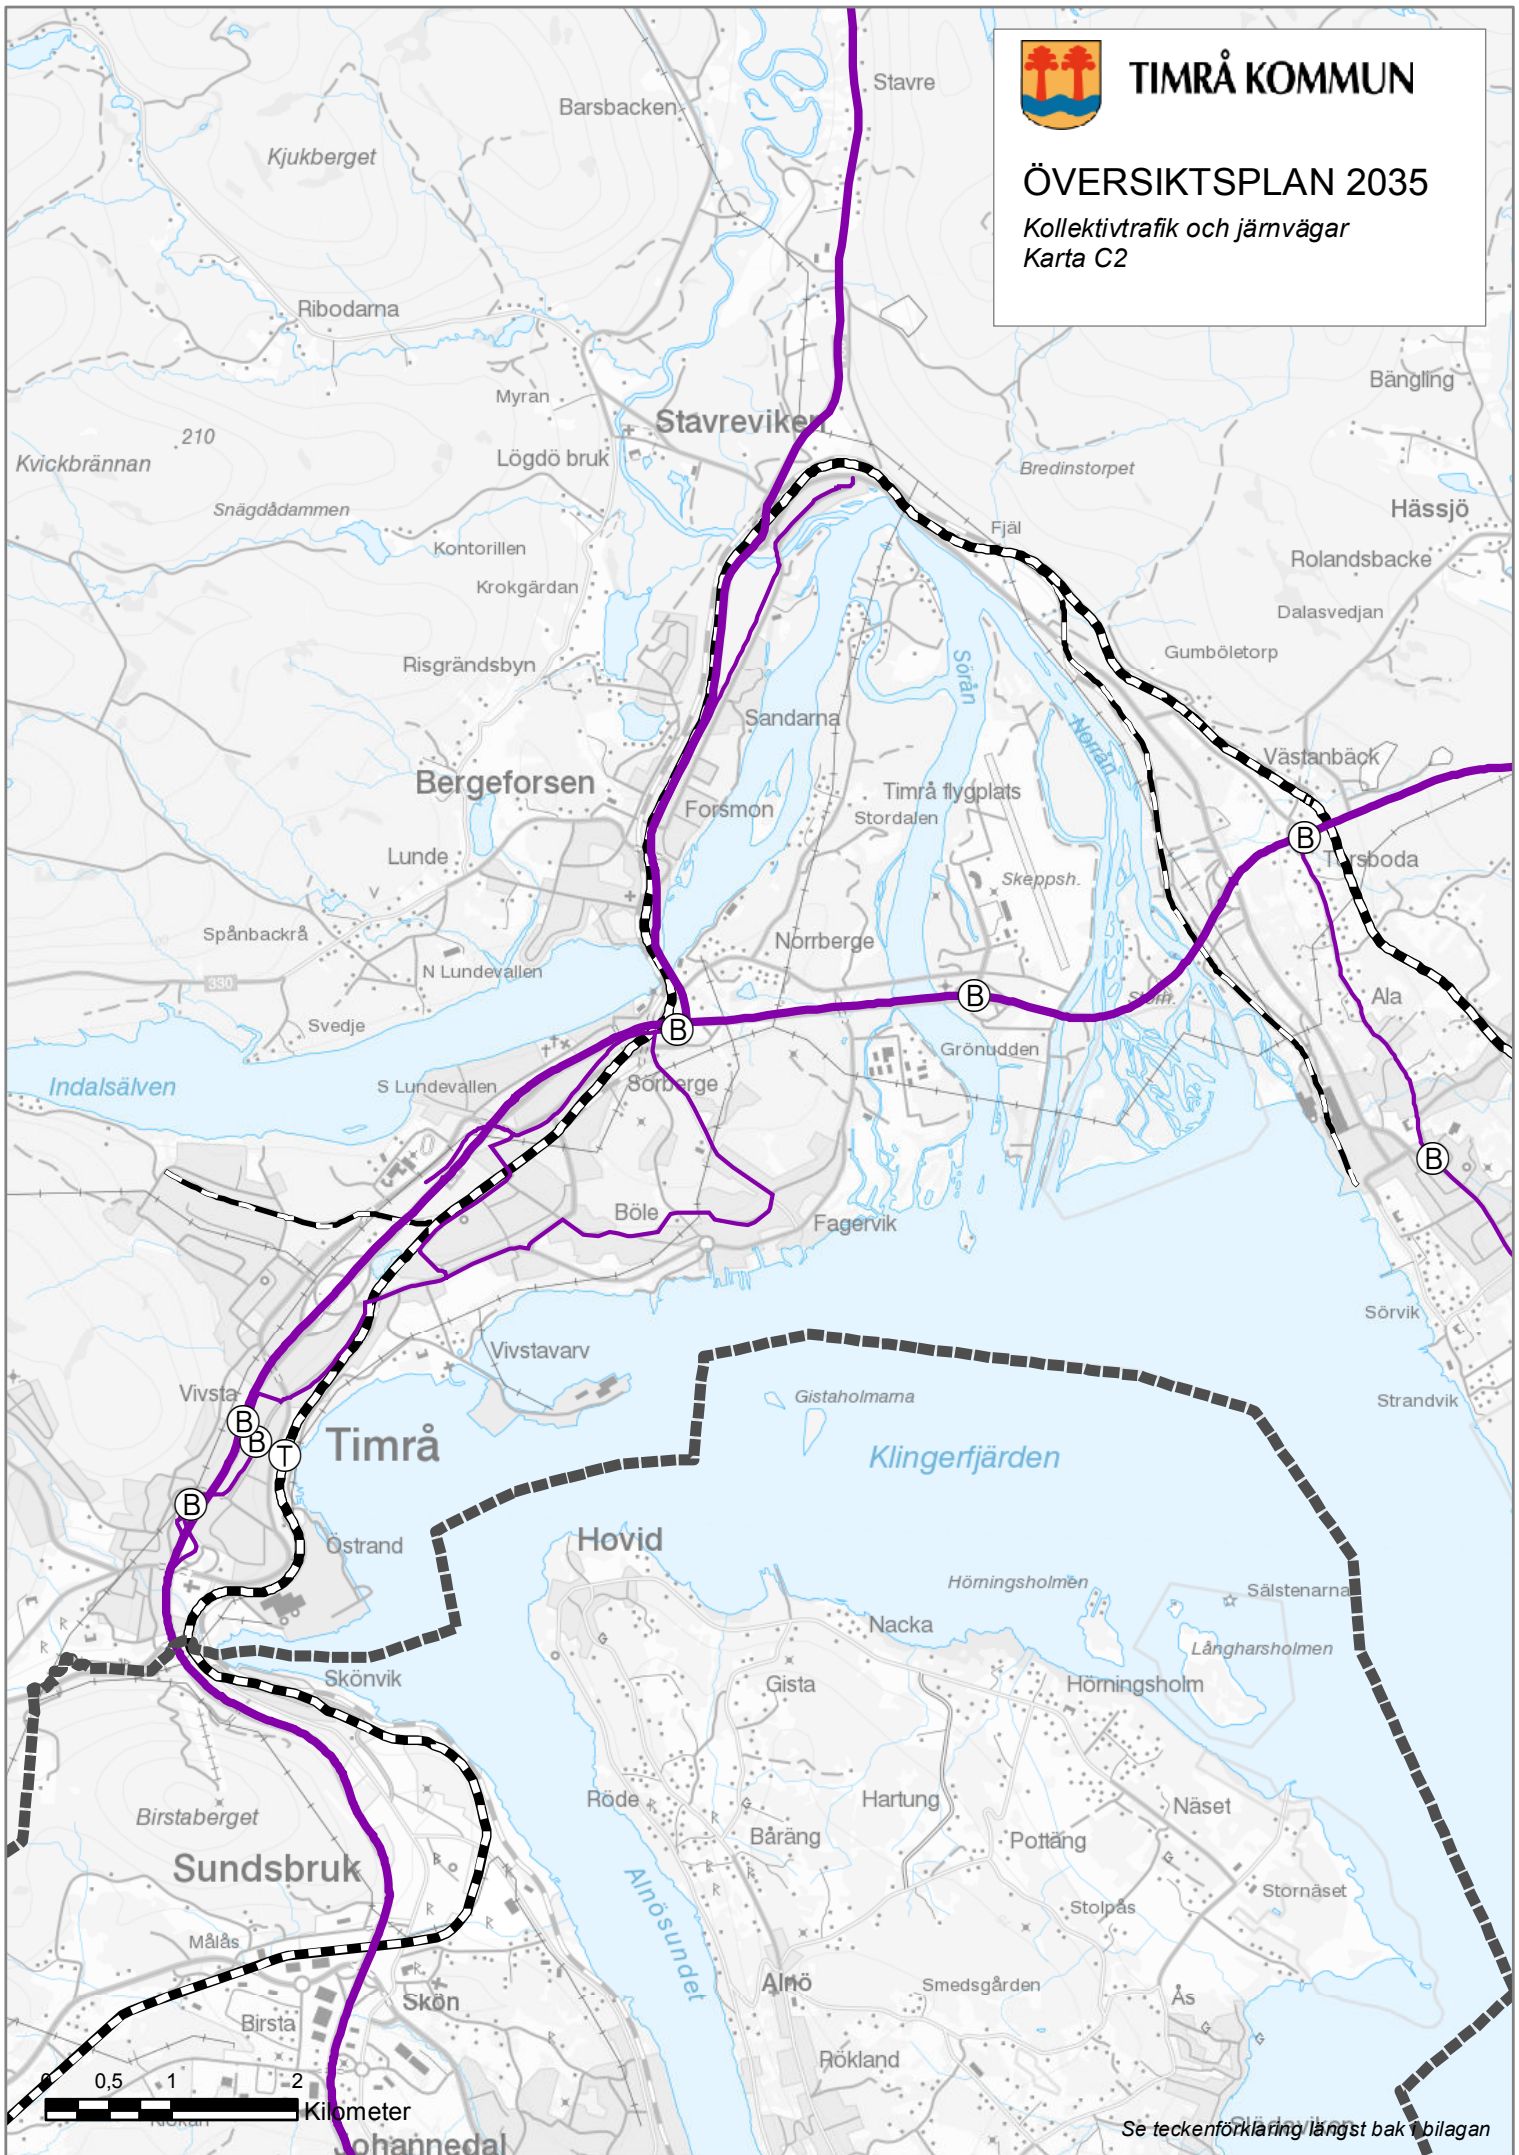 TIMRÅ KOMMUN
ÖVERSIKTSPLAN 2035
Kollektivtrafik och järnvägar
Karta C2
Stavre
Barsbacken
Kjukberget
Ribodarna
Bängling
Myran
Stavreviken
210
Kvickbrännan
Lögdö bruk
Bredinstorpet
Snägdådammen
Hässjö
Fjäl
Kontorillen
Rolandsbacke
Krokgärdan
Dalasvedjan
Gumböletorp
Risgrändsbyn
Sörån
Sandarna
Norrån
Västanbäck
Bergeforsen
Timrå flygplats
Forsmon
Stordalen
B
Lunde
Torsboda
Skeppsh.
Spånbackrå
Norrberge
N Lundevallen
330
B
Storh.
Ala
Svedje
B
Grönudden
Indalsälven
S Lundevallen
Sörberge
B
Böle
Fagervik
Sörvik
Vivstavarv
Vivsta
Gistaholmarna
Strandvik
B
B
T
Timrå
Klingerfjärden
B
Östrand
Hovid
Hörningsholmen
Sälstenarna
Nacka
Långharsholmen
Skönvik
Gista
Hörningsholm
Röde
Hartung
Näset
Birstaberget
Båräng
Pottäng
Sundsbruk
Alnösundet
Stornäset
Stolpås
Målås
Alnö
Smedsgården
Skön
Ås
Birsta
Rökland
0 0,5 1 2
Kilometer
Johannedal
Se teckenförklaring längst bak i bilagan